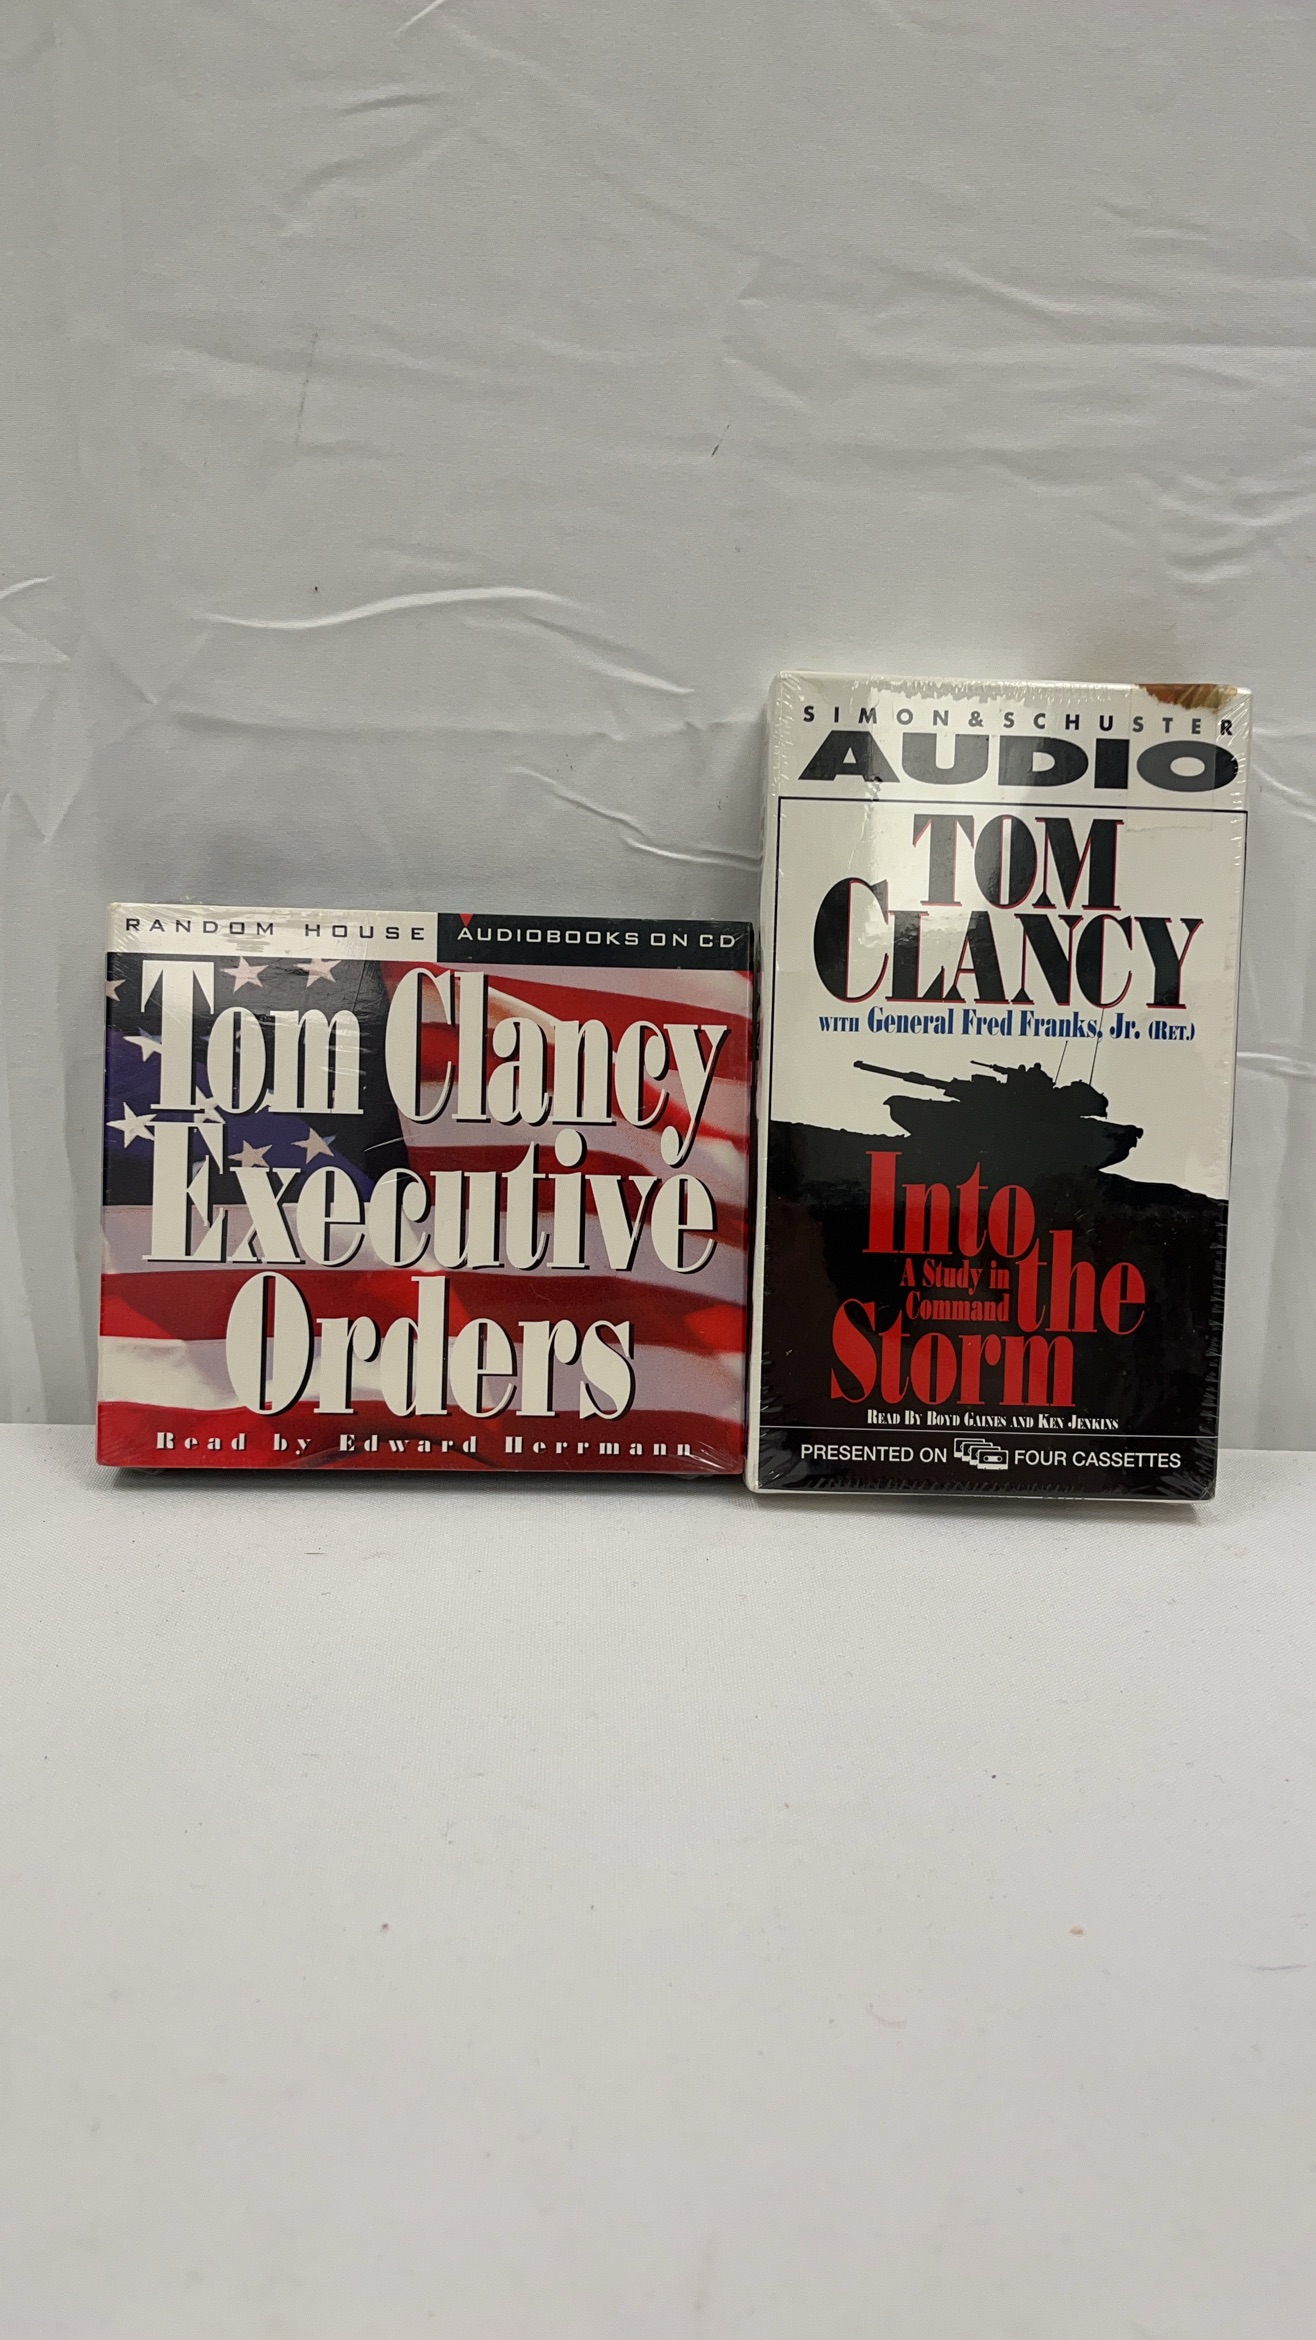 RANDOM HOUSE AUDIOBOOKS ON CD
Tom Clancy
Executive
Orders
Read by Edward Herrmann
SIMON & SCHUSTER
AUDIO
TOM
CLANCY
WITH General Fred Franks, Jr. (RET.)
Into
the
A Study in
Command
Storm
READ BY BOYD GAINES AND KEN JENKINS
PRESENTED ON FOUR CASSETTES